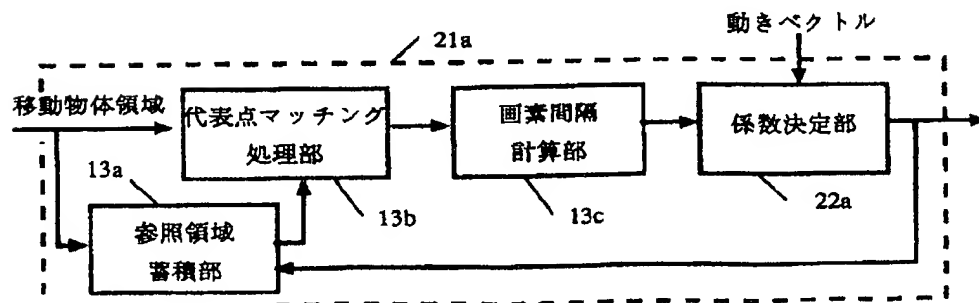 21a
動きベクトル
移動物体領域
代表点マッチング
処理部
画素間隔
計算部
係数決定部
13a
13b
13c
22a
参照領域
蓄積部